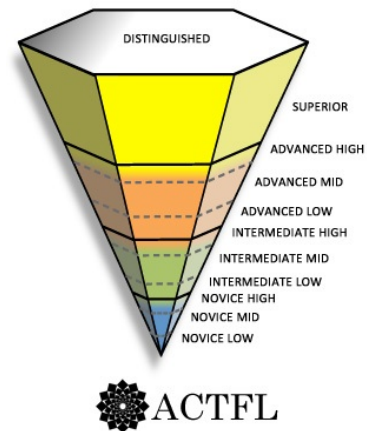 DISTINGUISHED
SUPERIOR
ADVANCED HIGH
ADVANCED MID
ADVANCED LOW
INTERMEDIATE HIGH
INTERMEDIATE MID
INTERMEDIATE LOW
NOVICE HIGH
NOVICE MID
NOVICE LOW
ACTFL